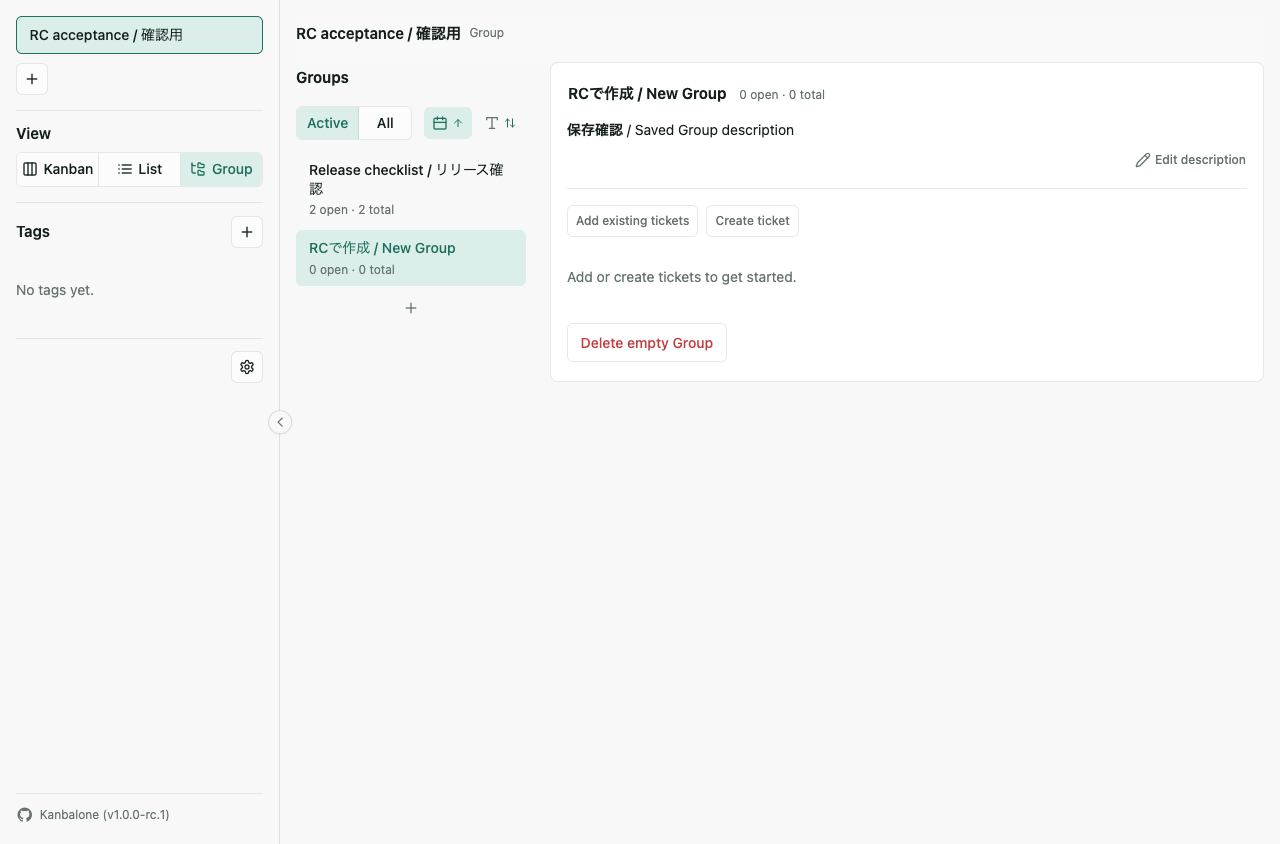 RC acceptance / 確認用
View
Kanban
List
Group
Tags
No tags yet.
Kanbalone (v1.0.0-rc.1)
RC acceptance / 確認用 Group
Groups
Active
All
Release checklist / リリース確
認
2 open · 2 total
RCで作成 / New Group
0 open · 0 total
RCで作成 / New Group 0 open · 0 total
保存確認 / Saved Group description
Edit description
Add existing tickets
Create ticket
Add or create tickets to get started.
Delete empty Group